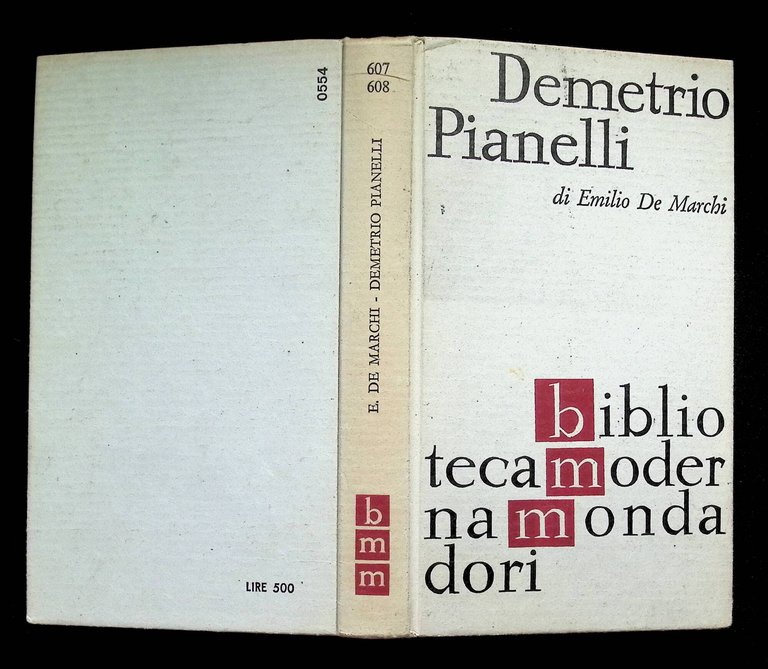 Demetrio
Pianelli
di Emilio De Marchi
biblio
tecamoder
namonda
dori
607
608
E. DE MARCHI - DEMETRIO PIANELLI
b
m
m
0554
LIRE 500